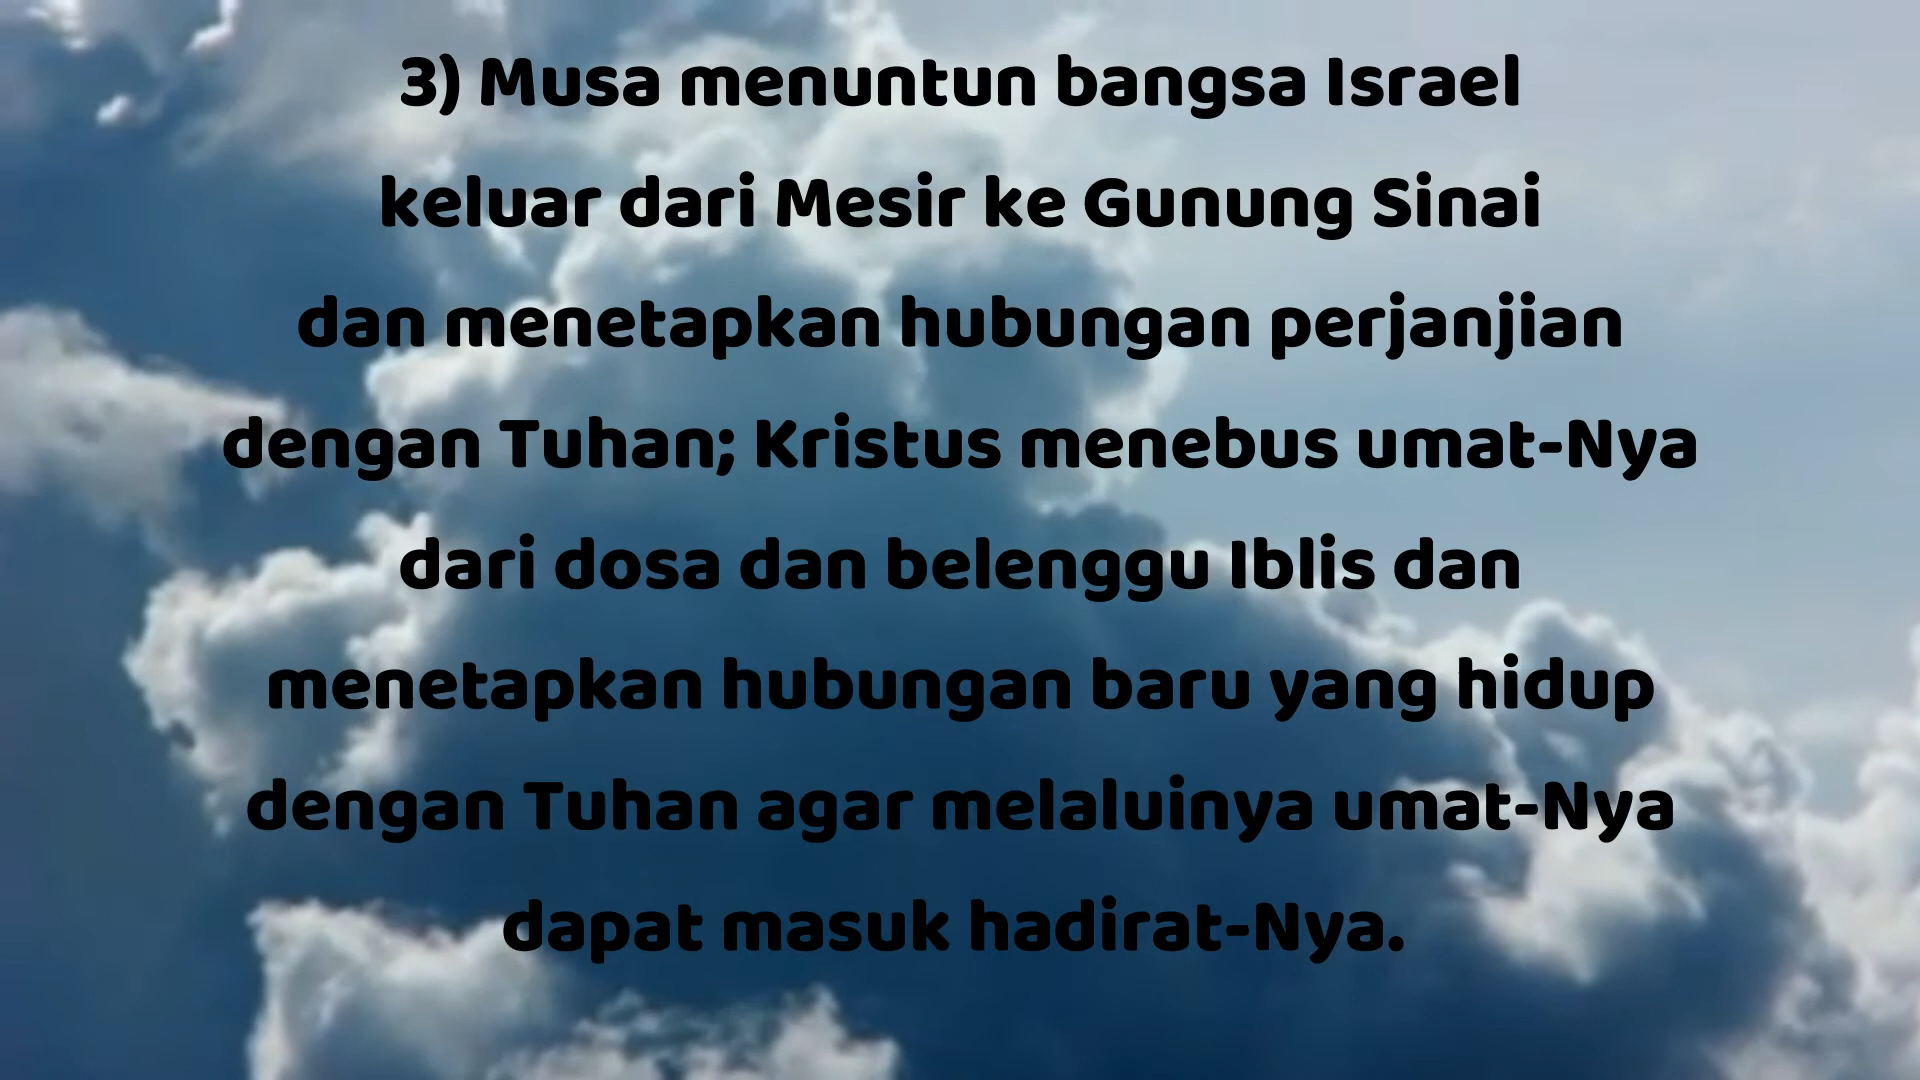 3) Musa menuntun bangsa Israel
keluar dari Mesir ke Gunung Sinai
dan menetapkan hubungan perjanjian
dengan Tuhan; Kristus menebus umat-Nya
dari dosa dan belenggu Iblis dan
menetapkan hubungan baru yang hidup
dengan Tuhan agar melaluinya umat-Nya
dapat masuk hadirat-Nya.